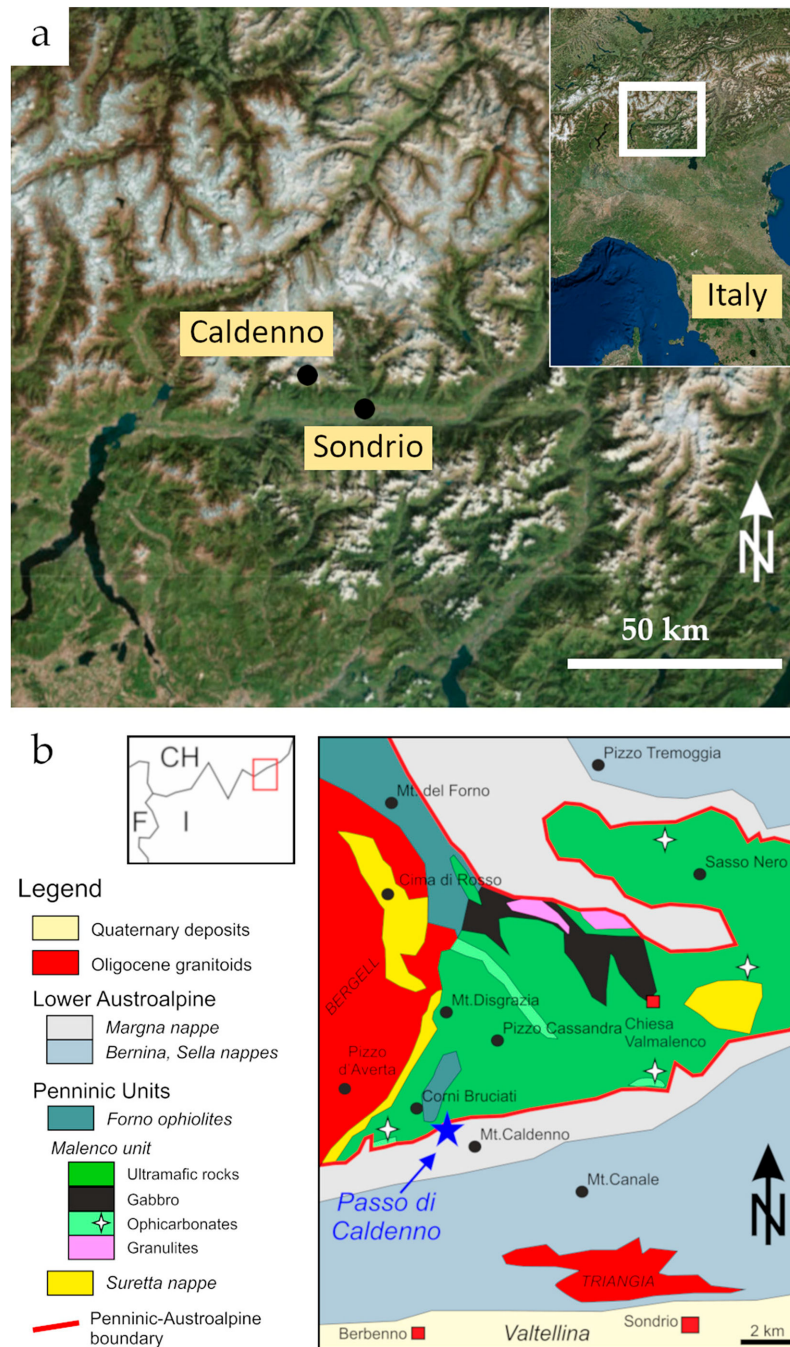 a
Italy
Caldenno
Sondrio
N
50 km
b
CH
F
I
Legend
Quaternary deposits
Oligocene granitoids
Lower Austroalpine
Margna nappe
Bernina, Sella nappes
Penninic Units
Forno ophiolites
Malenco unit
Ultramafic rocks
Gabbro
Ophicarbonates
Granulites
Suretta nappe
Penninic-Austroalpine
boundary
Pizzo Tremoggia
Mt. del Forno
Sasso Nero
Cima di Rosso
BERGELL
Mt.Disgrazia
Pizzo Cassandra
Chiesa
Valmalenco
Pizzo
d Averta
Corni Bruciati
Mt.Caldenno
Passo di
Caldenno
Mt.Canale
N
TRIANGIA
Berbenno
Valtellina
Sondrio
2 km